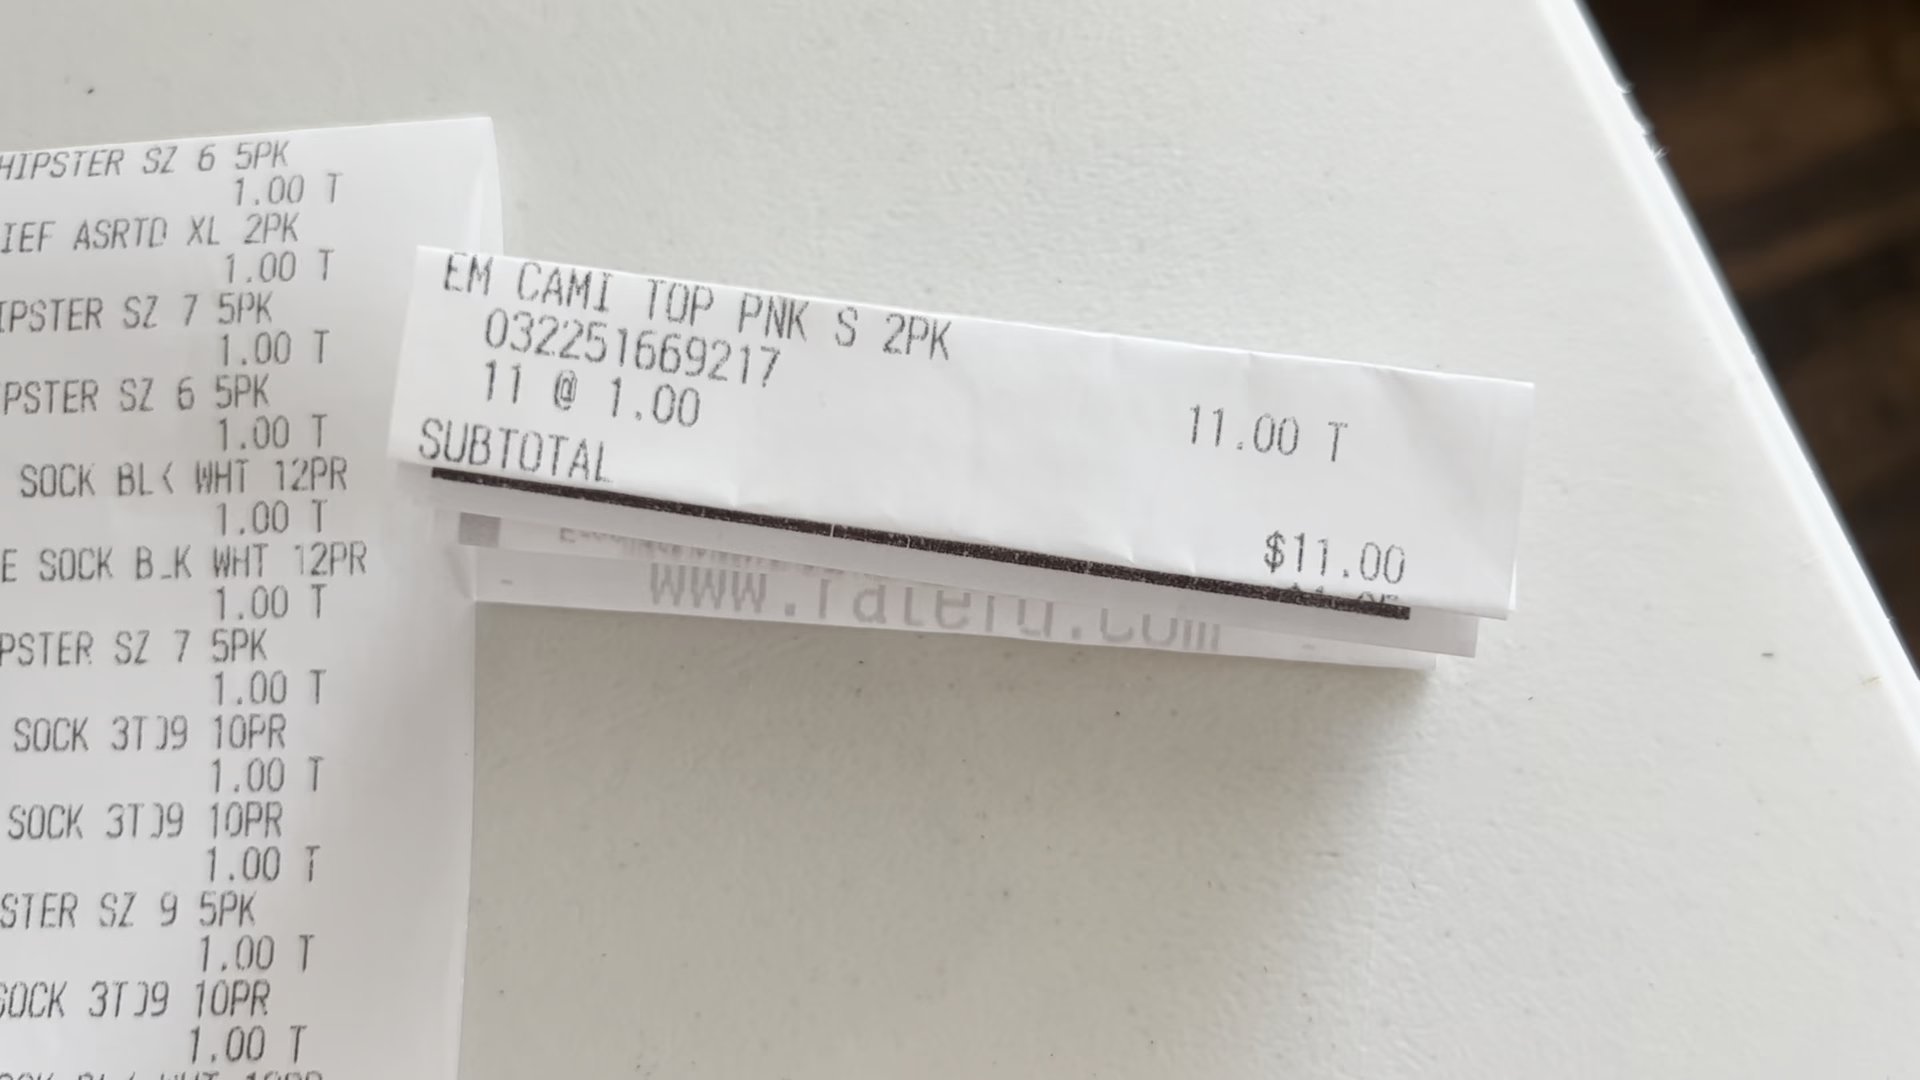 HIPSTER SZ 6 5PK
1.00 T
IEF ASRTD XL 2PK
1.00 T
IPSTER SZ 7 5PK
1.00 T
PSTER SZ 6 5PK
1.00 T
SOCK BLK WHT 12PR
1.00 T
E SOCK BLK WHT 12PR
1.00 T
PSTER SZ 7 5PK
1.00 T
SOCK 3TO9 10PR
1.00 T
SOCK 3TO9 10PR
1.00 T
STER SZ 9 5PK
1.00 T
SOCK 3TO9 10PR
1.00 T
EM CAMI TOP PNK S 2PK
032251669217
11 @ 1.00
11.00 T
SUBTOTAL
$11.00